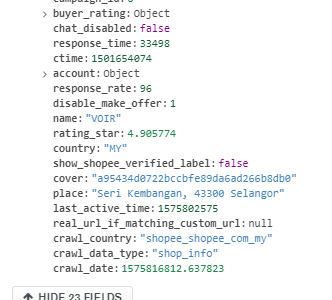 buyer_rating: Object
chat_disabled: false
response_time: 33498
ctime: 1501654074
account: Object
response_rate: 96
disable_make_offer: 1
name: "VOIR"
rating_star: 4.905774
country: "MY"
show_shopee_verified_label: false
cover: "a95434d0722bccbfe89da6ad266b8db0"
place: "Seri Kembangan, 43300 Selangor"
last_active_time: 1575802575
real_url_if_matching_custom_url: null
crawl_country: "shopee_shopee_com_my"
crawl_data_type: "shop_info"
crawl_date: 1575816812.637823
HIDE 23 FIELDS